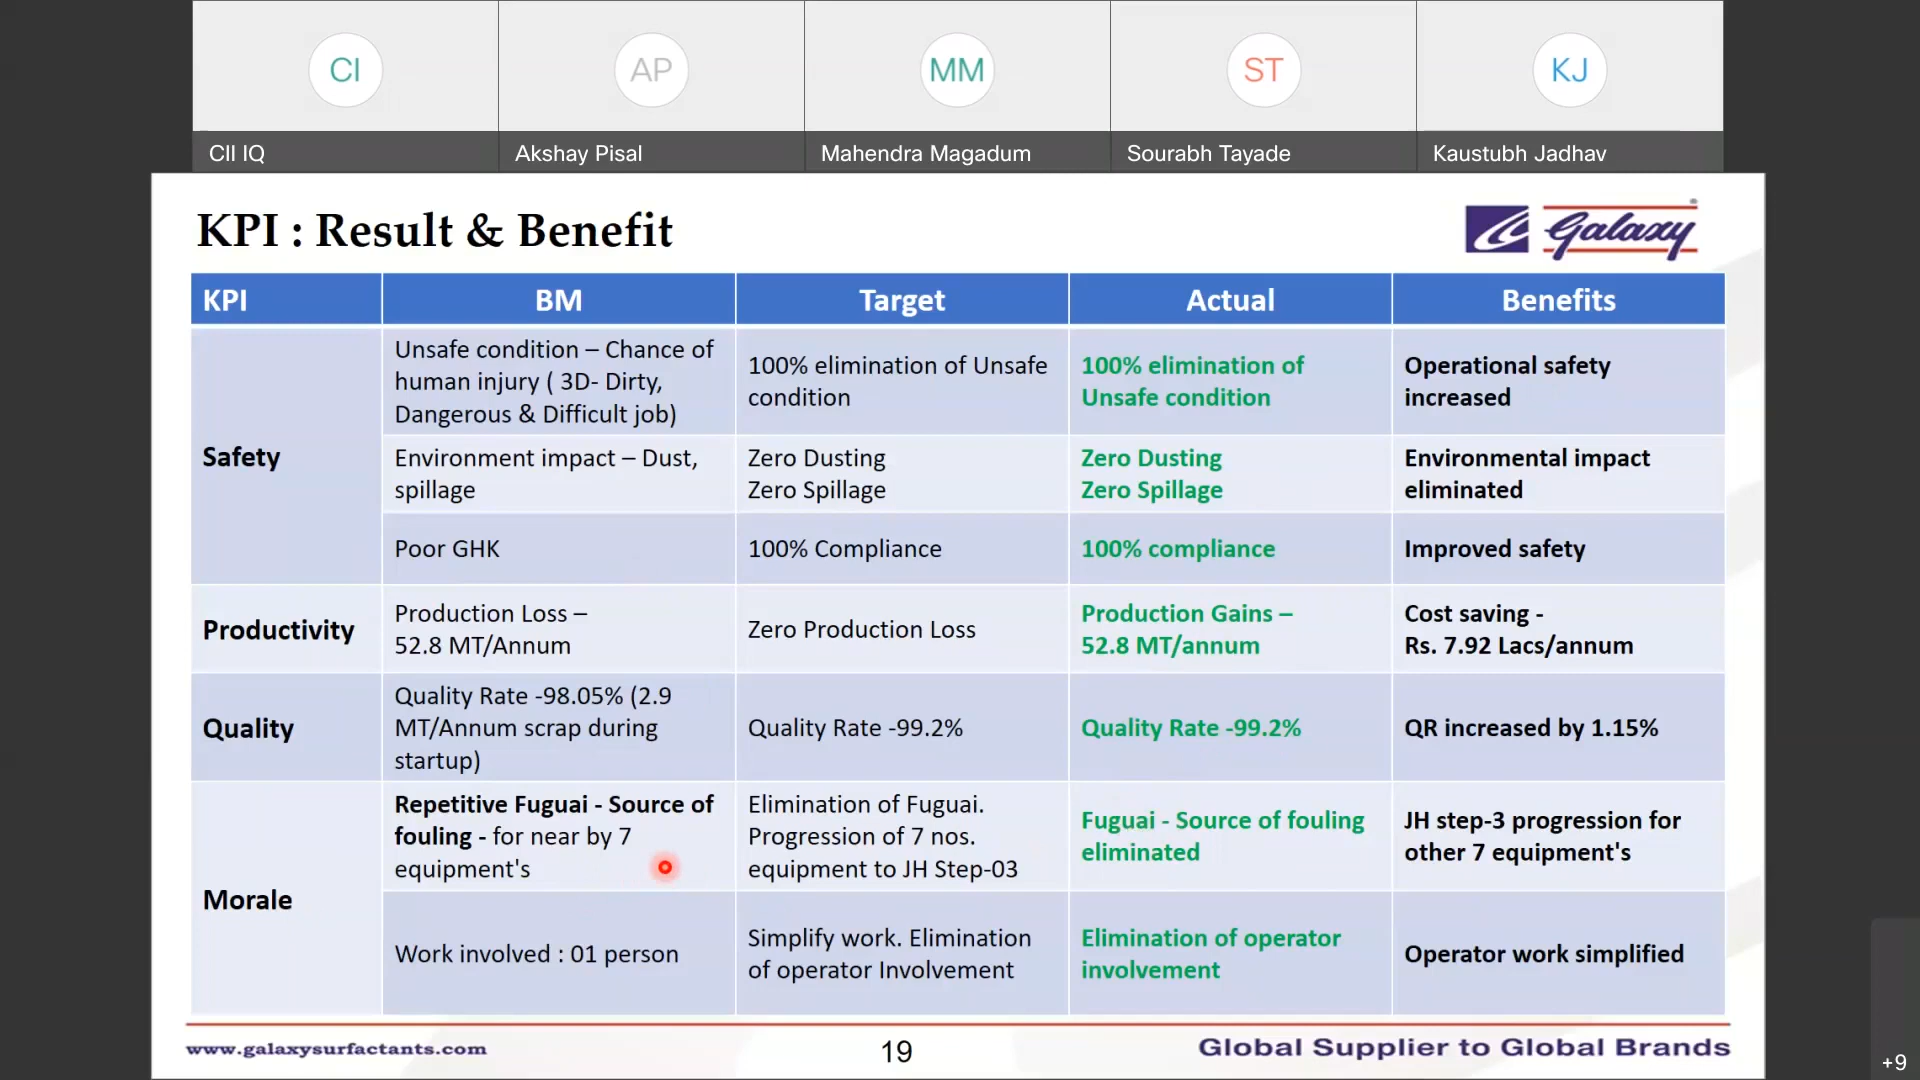 CI
AP
MM
ST
KJ
CII IQ
Akshay Pisal
Mahendra Magadum
Sourabh Tayade
Kaustubh Jadhav
KPI : Result & Benefit
Galaxy
KPI
BM
Target
Actual
Benefits
Safety
Unsafe condition – Chance of
human injury ( 3D- Dirty,
Dangerous & Difficult job)
100% elimination of Unsafe
condition
100% elimination of
Unsafe condition
Operational safety
increased
Environment impact – Dust,
spillage
Zero Dusting
Zero Spillage
Zero Dusting
Zero Spillage
Environmental impact
eliminated
Poor GHK
100% Compliance
100% compliance
Improved safety
Productivity
Production Loss –
52.8 MT/Annum
Zero Production Loss
Production Gains –
52.8 MT/annum
Cost saving -
Rs. 7.92 Lacs/annum
Quality
Quality Rate -98.05% (2.9
MT/Annum scrap during
startup)
Quality Rate -99.2%
Quality Rate -99.2%
QR increased by 1.15%
Morale
Repetitive Fuguai - Source of
fouling - for near by 7
equipment's
Elimination of Fuguai.
Progression of 7 nos.
equipment to JH Step-03
Fuguai - Source of fouling
eliminated
JH step-3 progression for
other 7 equipment's
Work involved : 01 person
Simplify work. Elimination
of operator Involvement
Elimination of operator
involvement
Operator work simplified
www.galaxysurfactants.com
19
Global Supplier to Global Brands
+9